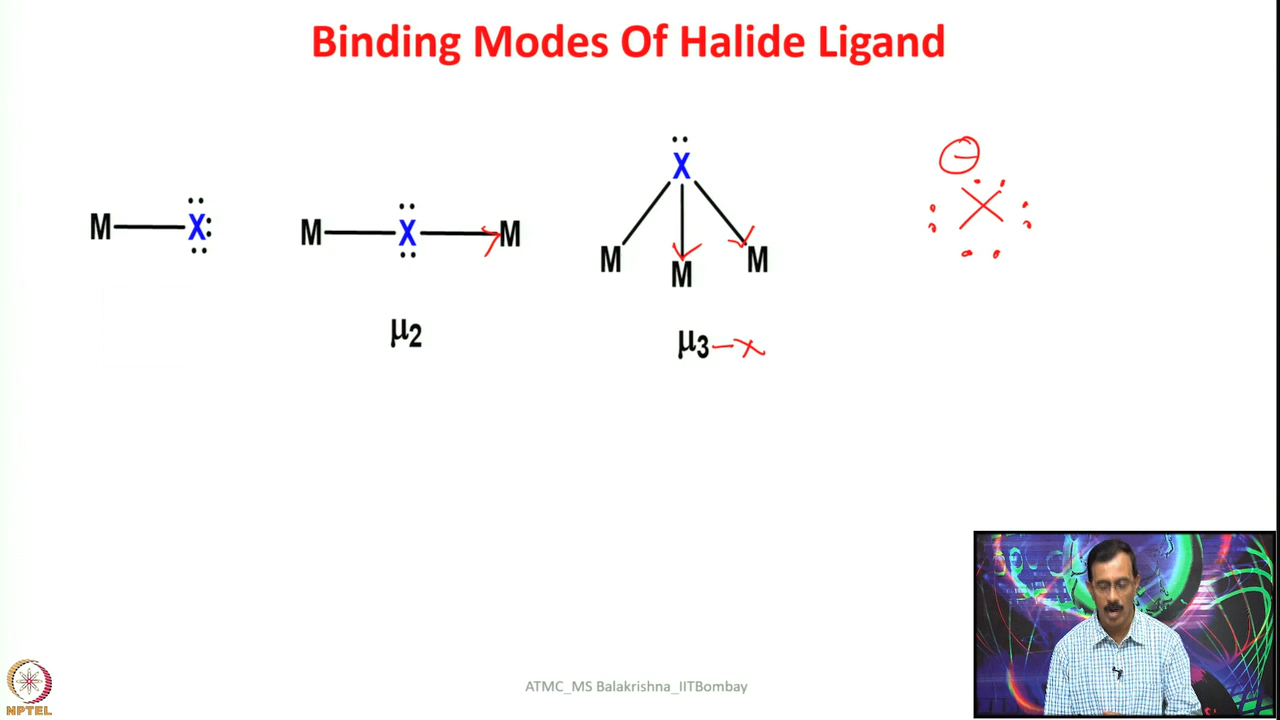 Binding Modes Of Halide Ligand
M — X
M — X — M
X
M M M
μ2
μ3 – X
X
ATMC_MS Balakrishna_IITBombay
NPTEL